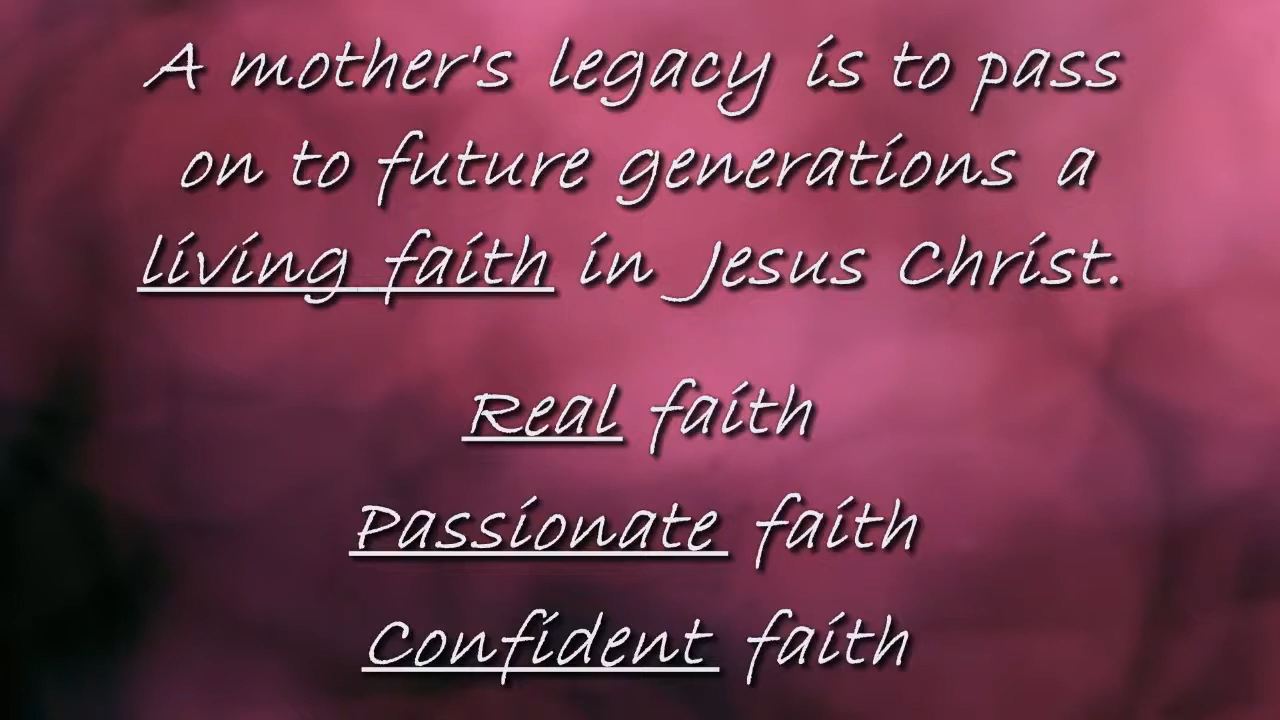 A mother's legacy is to pass
on to future generations a
living faith in Jesus Christ.
Real faith
Passionate faith
Confident faith